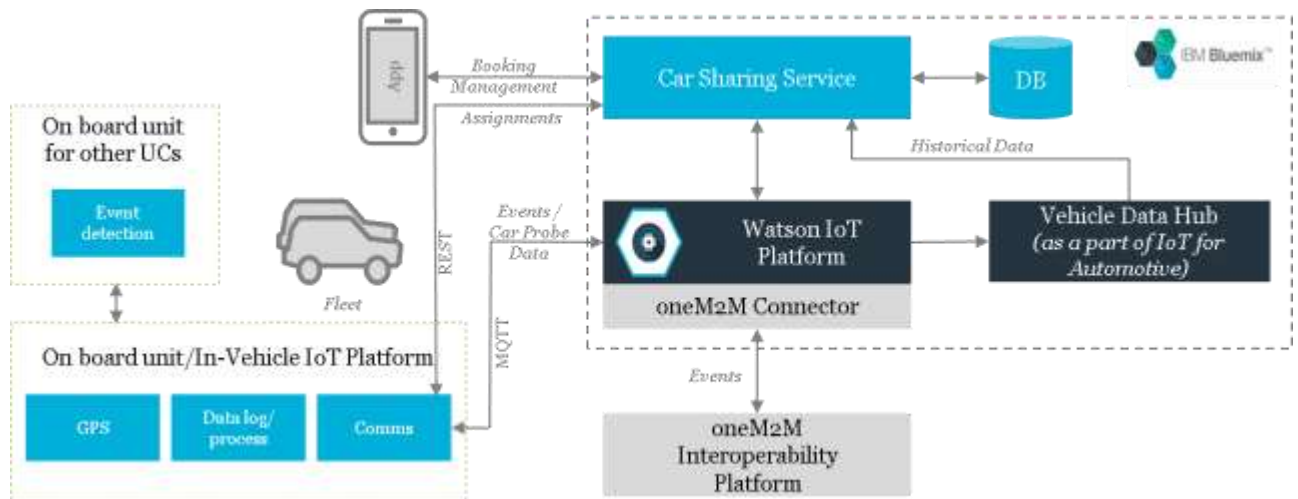 App
Booking
Management
Assignments
Car Sharing Service
DB
IBM Bluemix™
On board unit
for other UCs
Event
detection
Historical Data
Events /
Car Probe
Data
REST
Fleet
MQTT
Watson IoT
Platform
oneM2M Connector
Vehicle Data Hub
(as a part of IoT for
Automotive)
On board unit/In-Vehicle IoT Platform
GPS
Data log/
process
Comms
Events
oneM2M
Interoperability
Platform